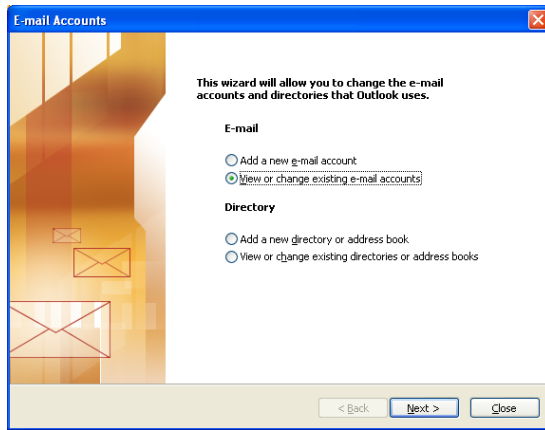 E-mail Accounts
This wizard will allow you to change the e-mail
accounts and directories that Outlook uses.
E-mail
Add a new e-mail account
View or change existing e-mail accounts
Directory
Add a new directory or address book
View or change existing directories or address books
< Back Next > Close